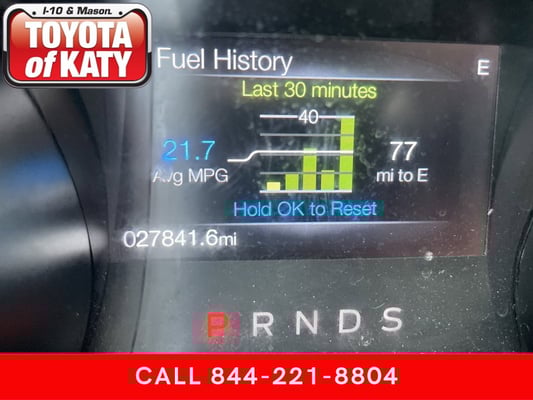 I-10 & Mason.
TOYOTA
of KATY
Fuel History
E
Last 30 minutes
40
21.7
Avg MPG
77
mi to E
Hold OK to Reset
027841.6mi
P R N D S
CALL 844-221-8804